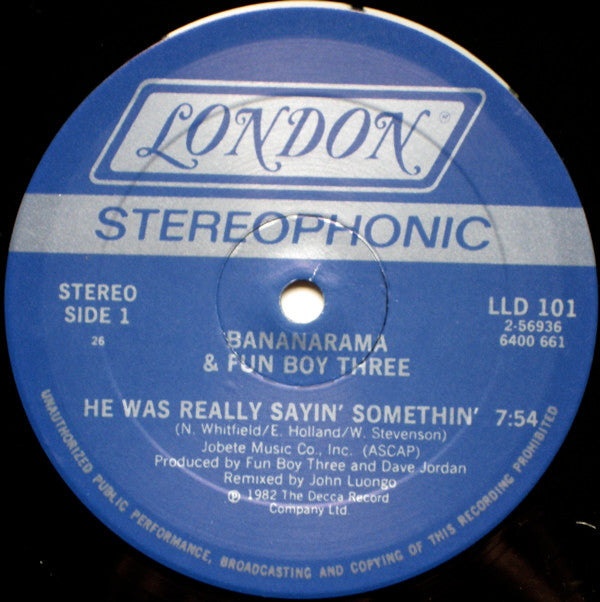 LONDON ®
STEREOPHONIC
STEREO
SIDE 1
26
LLD 101
2-56936
6400 661
BANANARAMA
& FUN BOY THREE
HE WAS REALLY SAYIN' SOMETHIN' 7:54
(N. Whitfield/E. Holland/W. Stevenson)
Jobete Music Co., Inc. (ASCAP)
Produced by Fun Boy Three and Dave Jordan
Remixed by John Luongo
℗ 1982 The Decca Record
Company Ltd.
UNAUTHORIZED PUBLIC PERFORMANCE, BROADCASTING AND COPYING OF THIS RECORDING PROHIBITED